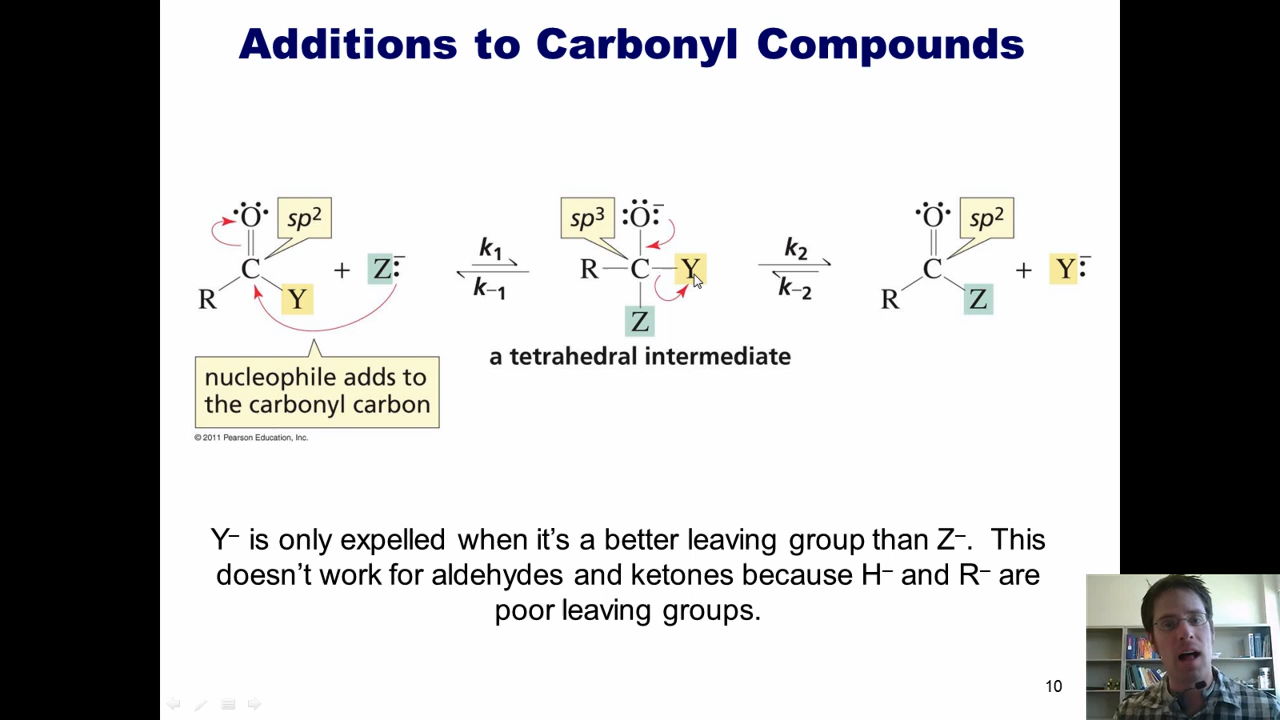 Additions to Carbonyl Compounds
O sp2 sp3 O− O sp2
C + Z:− k1 R C Y k2 C + Y:−
k−1 k−2
R Y Z R Z
a tetrahedral intermediate
nucleophile adds to
the carbonyl carbon
© 2011 Pearson Education, Inc.
Y– is only expelled when it’s a better leaving group than Z–. This
doesn’t work for aldehydes and ketones because H– and R– are
poor leaving groups.
10